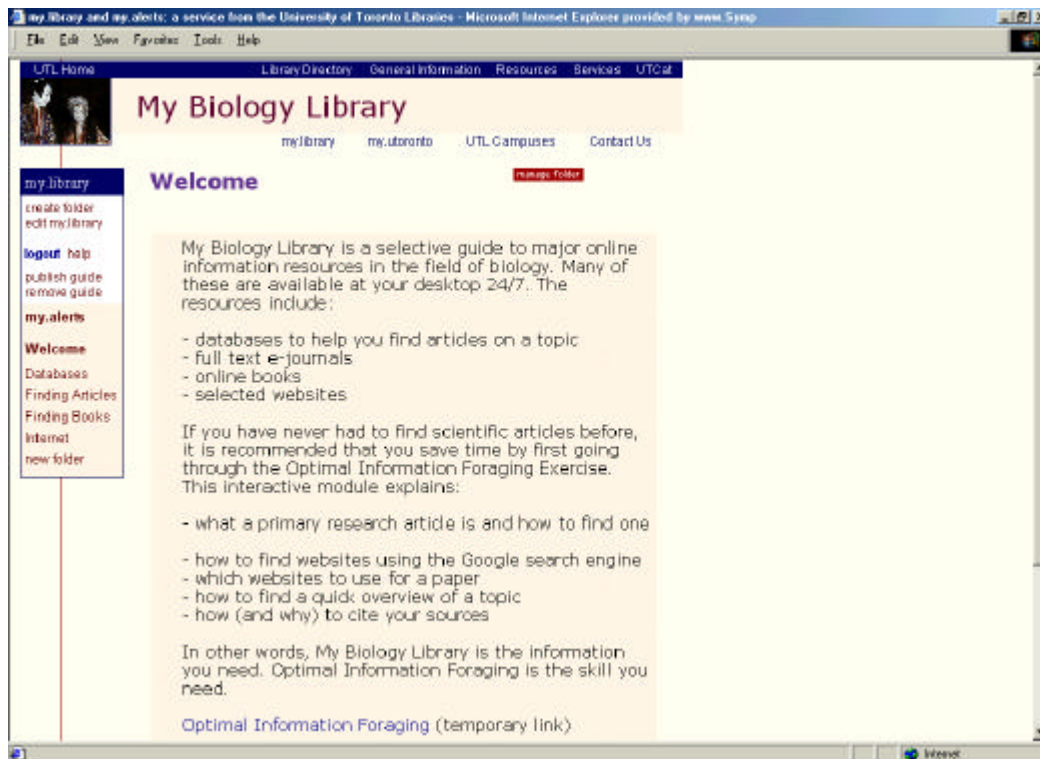 my.library and my.alerts: a service from the University of Toronto Libraries - Microsoft Internet Explorer provided by www.Symp
File Edit View Favorites Tools Help
UTL Home Library Directory General Information Resources Services UTCat
My Biology Library
my.library my.utoronto UTL Campuses Contact Us
my.library
create folder
edit my.library
logout help
publish guide
remove guide
my.alerts
Welcome
Databases
Finding Articles
Finding Books
Internet
new folder
Welcome
manage folder
My Biology Library is a selective guide to major online
information resources in the field of biology. Many of
these are available at your desktop 24/7. The
resources include:
- databases to help you find articles on a topic
- full text e-journals
- online books
- selected websites
If you have never had to find scientific articles before,
it is recommended that you save time by first going
through the Optimal Information Foraging Exercise.
This interactive module explains:
- what a primary research article is and how to find one
- how to find websites using the Google search engine
- which websites to use for a paper
- how to find a quick overview of a topic
- how (and why) to cite your sources
In other words, My Biology Library is the information
you need. Optimal Information Foraging is the skill you
need.
Optimal Information Foraging (temporary link)
Internet